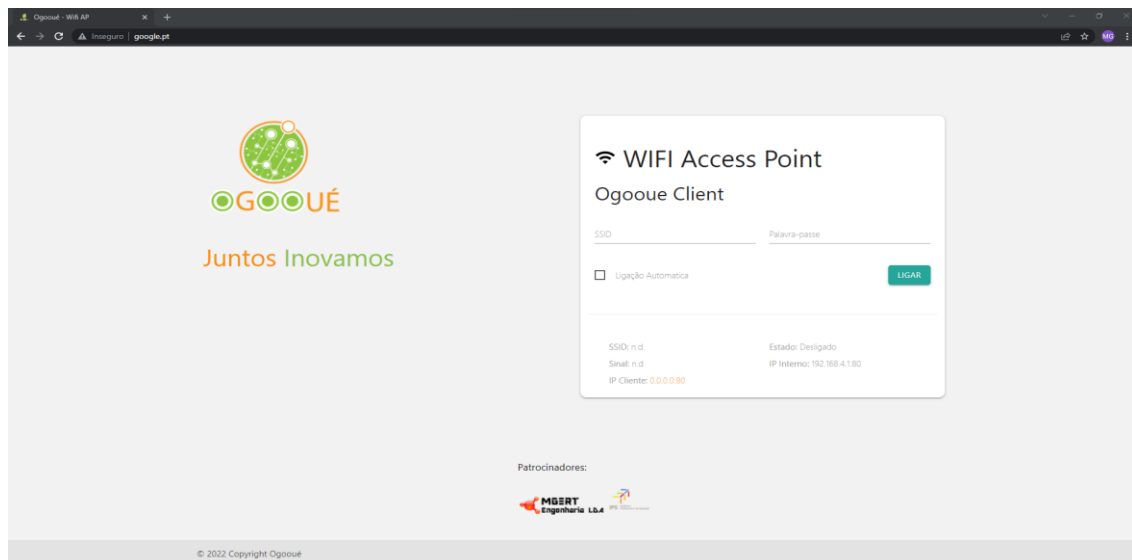 Ogooué - Wifi AP
Inseguro | google.pt
MG
OGOOUÉ
Juntos Inovamos
WIFI Access Point
Ogooue Client
SSID
Palavra-passe
Ligação Automatica
LIGAR
SSID: n.d.
Estado: Desligado
Sinal: n.d
IP Interno: 192.168.4.1:80
IP Cliente: 0.0.0.0:80
Patrocinadores:
MGERT
Engenharia L.D.A
IPS
© 2022 Copyright Ogooué